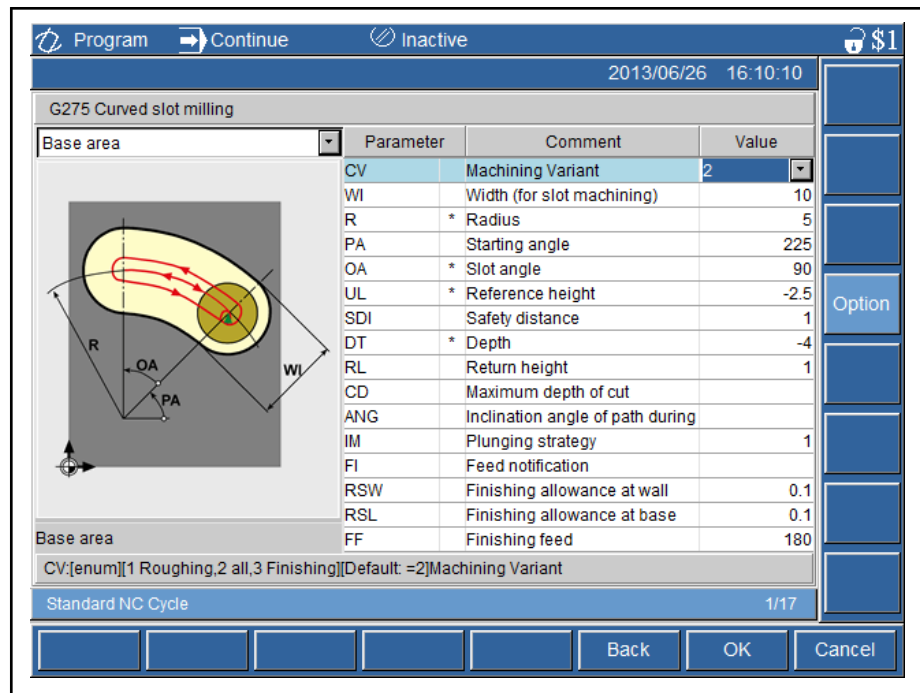 Program Continue Inactive $1
2013/06/26 16:10:10
G275 Curved slot milling
Base area Parameter Comment Value
CV Machining Variant 2
WI Width (for slot machining) 10
R * Radius 5
PA Starting angle 225
OA * Slot angle 90
UL * Reference height -2.5
SDI Safety distance 1
DT * Depth -4
RL Return height 1
CD Maximum depth of cut
ANG Inclination angle of path during
IM Plunging strategy 1
FI Feed notification
RSW Finishing allowance at wall 0.1
RSL Finishing allowance at base 0.1
FF Finishing feed 180
R
OA
WI
PA
Base area
CV:[enum][1 Roughing,2 all,3 Finishing][Default: =2]Machining Variant
Standard NC Cycle 1/17
Option
Back OK Cancel